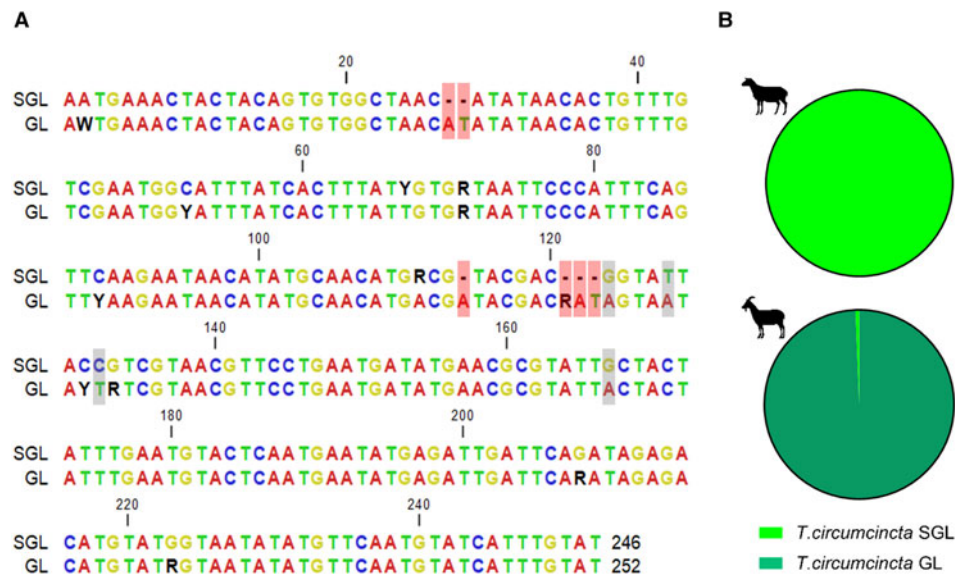 A
B
20 40
SGL AATGAAACTACTACAGTGTGGCTAAC--ATATAACACTGTTTG
GL AWTGAAACTACTACAGTGTGGCTAACATATATAACACTGTTTG
60 80
SGL TCGAATGGCATTTATCACTTTATYGTGRTAATTCCCATTTCAG
GL TCGAATGGYATTTATCACTTTATTGTGRTAATTCCCATTTCAG
100 120
SGL TTCAAGAATAACATATGCAACATGRCG-TACGAC---GGTATT
GL TTYAAGAATAACATATGCAACATGACGATACGACRATAGTAAT
140 160
SGL ACCGTCGTAACGTTCCTGAATGATATGAACGCGTATTGCTACT
GL AYTRTCGTAACGTTCCTGAATGATATGAACGCGTATTACTACT
180 200
SGL ATTTGAATGTACTCAATGAATATGAGATTGATTCAGATAGAGA
GL ATTTGAATGTACTCAATGAATATGAGATTGATTCARATAGAGA
220 240
SGL CATGTATGGTAATATATGTTCAATGTATCATTTGTAT 246
GL CATGTATRGTAATATATGTTCAATGTATCATTTGTAT 252
T.circumcincta SGL
T.circumcincta GL